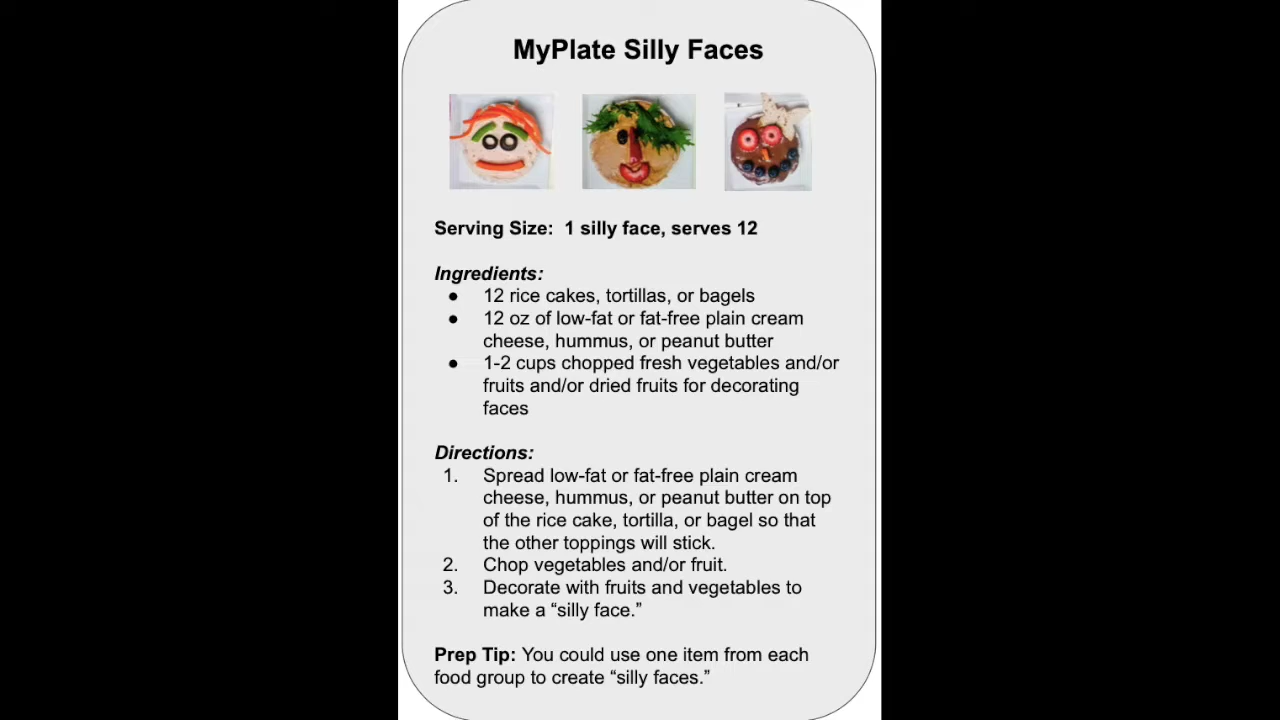 MyPlate Silly Faces
Serving Size:  1 silly face, serves 12
Ingredients:
● 12 rice cakes, tortillas, or bagels
● 12 oz of low-fat or fat-free plain cream
cheese, hummus, or peanut butter
● 1-2 cups chopped fresh vegetables and/or
fruits and/or dried fruits for decorating
faces
Directions:
1. Spread low-fat or fat-free plain cream
cheese, hummus, or peanut butter on top
of the rice cake, tortilla, or bagel so that
the other toppings will stick.
2. Chop vegetables and/or fruit.
3. Decorate with fruits and vegetables to
make a “silly face.”
Prep Tip: You could use one item from each
food group to create “silly faces.”